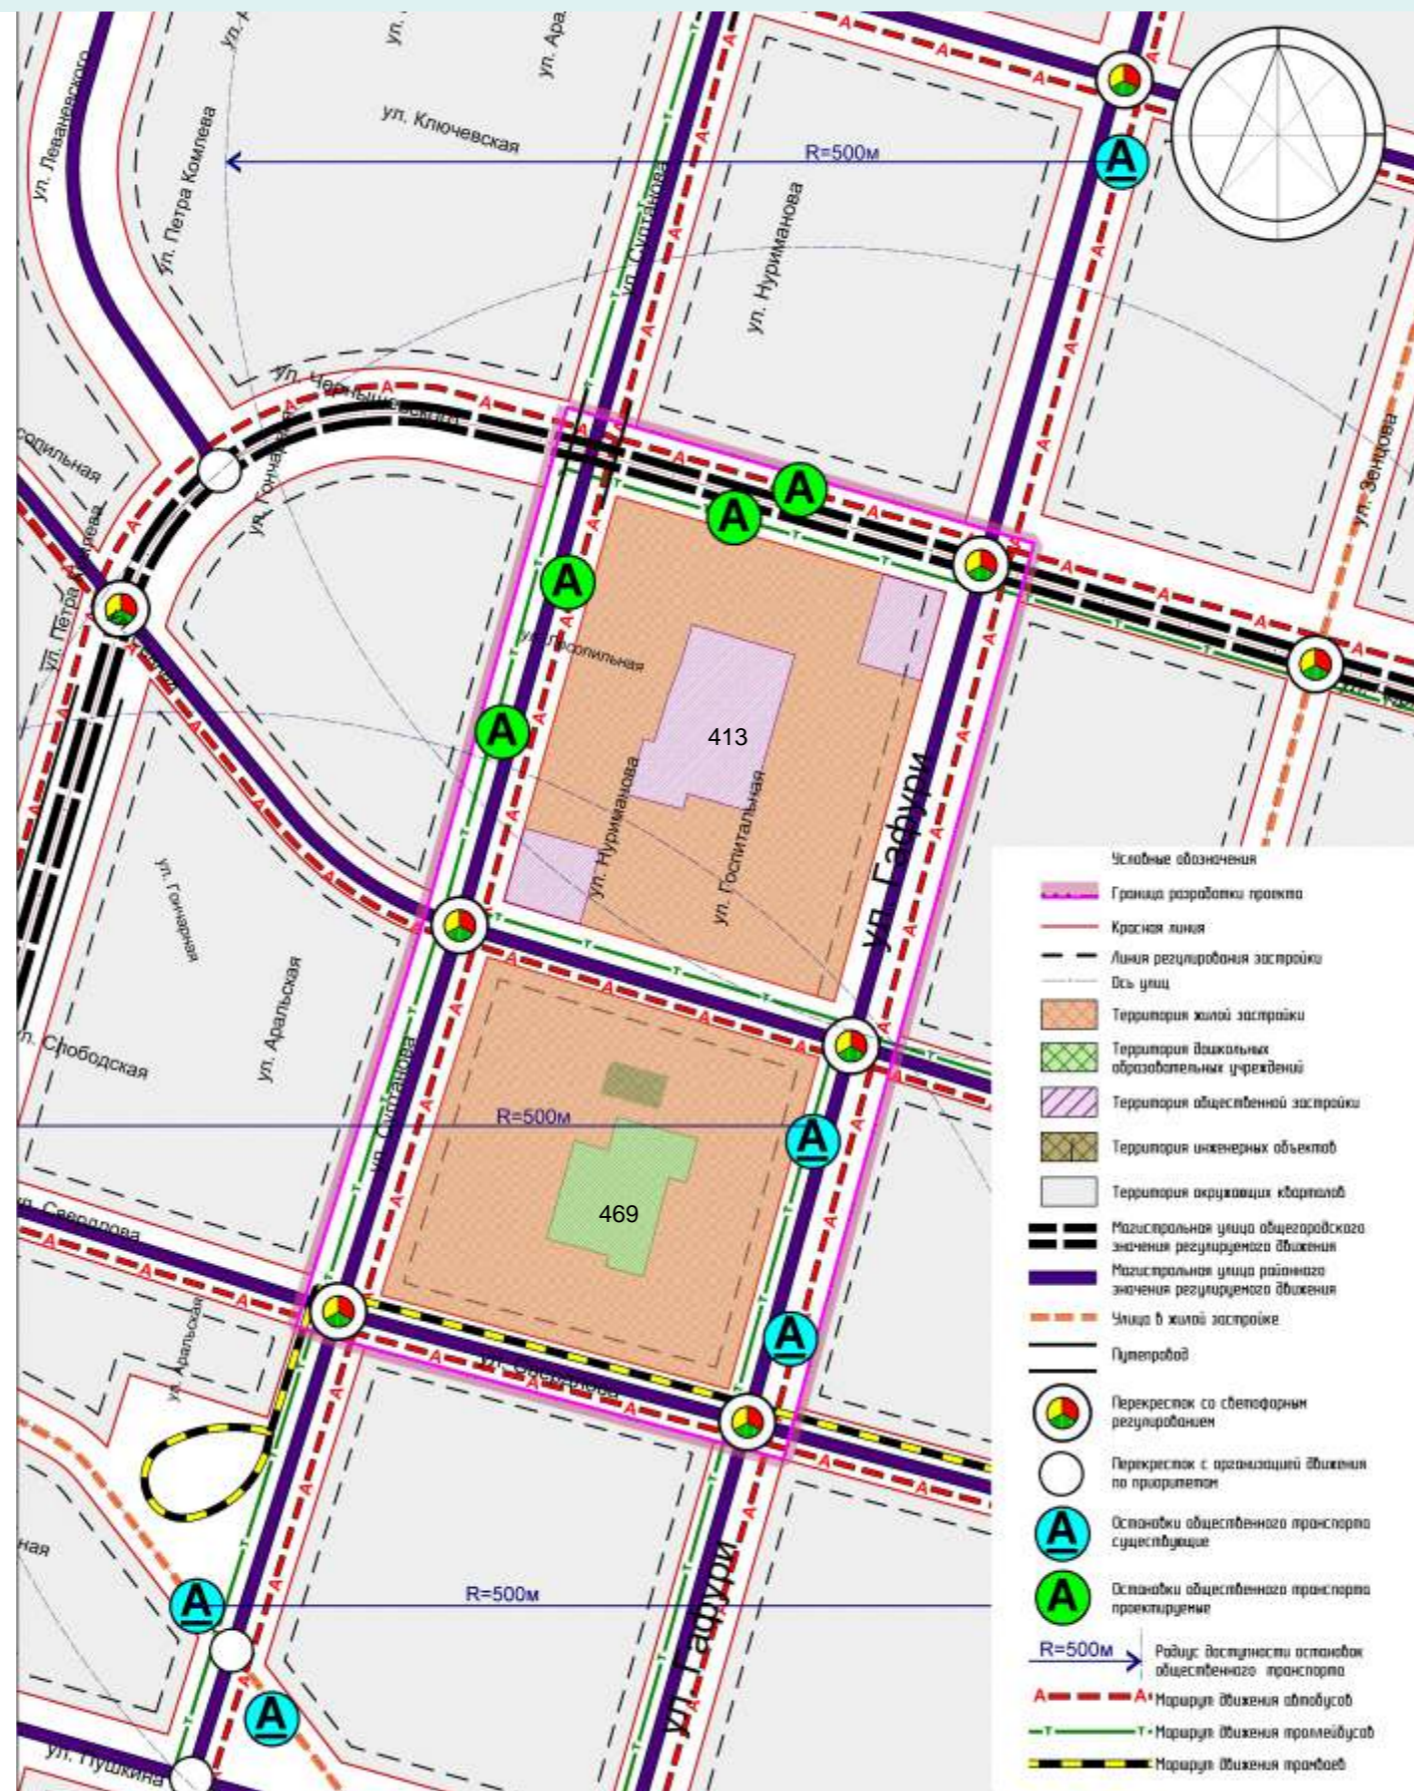 ул. Леваневского
ул. Петра Комлева
ул. Ара
ул. Ключевская
R=500м
А
ул. Султанова
ул. Нуриманова
ул. Чернышевского
ул. Гончарная
сопильная
ул. Зенцова
А
А
А
ул. Петра
ул. Лесопильная
А
413
ул. Нуриманова
ул. Госпитальная
ул. Гафури
ул. Гончарная
ул. Аральская
ул. Слободская
ул. Султанова
R=500м
А
469
ул. Свердлова
ул. Аральская
ул. Свердлова
А
R=500м
ная
А
А
ул. Гафури
ул. Пушкина
Условные обозначения
Граница разработки проекта
Красная линия
Линия регулирования застройки
Ось улиц
Территория жилой застройки
Территория дошкольных
образовательных учреждений
Территория общественной застройки
Территория инженерных объектов
Территория окружающих кварталов
Магистральная улица общегородского
значения регулируемого движения
Магистральная улица районного
значения регулируемого движения
Улица в жилой застройке
Путепровод
Перекресток со светофорным
регулированием
Перекресток с организацией движения
по приоритетам
А
Остановки общественного транспорта
существующие
А
Остановки общественного транспорта
проектируемые
R=500м
Радиус доступности остановок
общественного транспорта
А А Маршрут движения автобусов
Т Т Маршрут движения троллейбусов
Маршрут движения трамваев